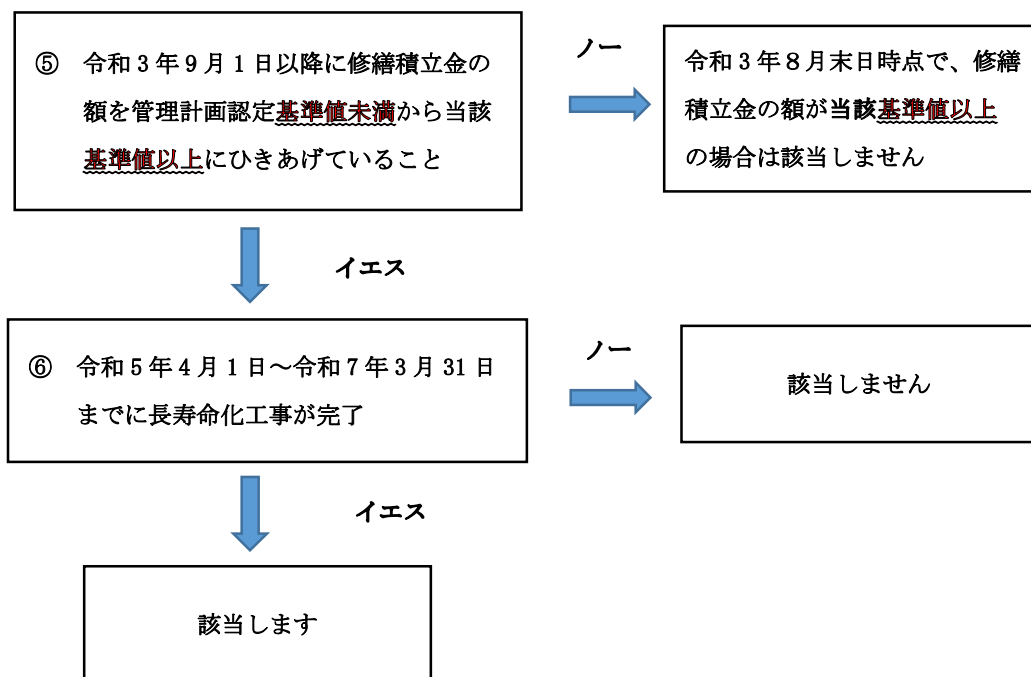 ⑤ 令和3年9月1日以降に修繕積立金の
額を管理計画認定基準値未満から当該
基準値以上にひきあげていること
ノー
令和3年８月末日時点で、修繕
積立金の額が当該基準値以上
の場合は該当しません
イエス
⑥ 令和5年4月1日～令和7年3月31日
までに長寿命化工事が完了
ノー
該当しません
イエス
該当します